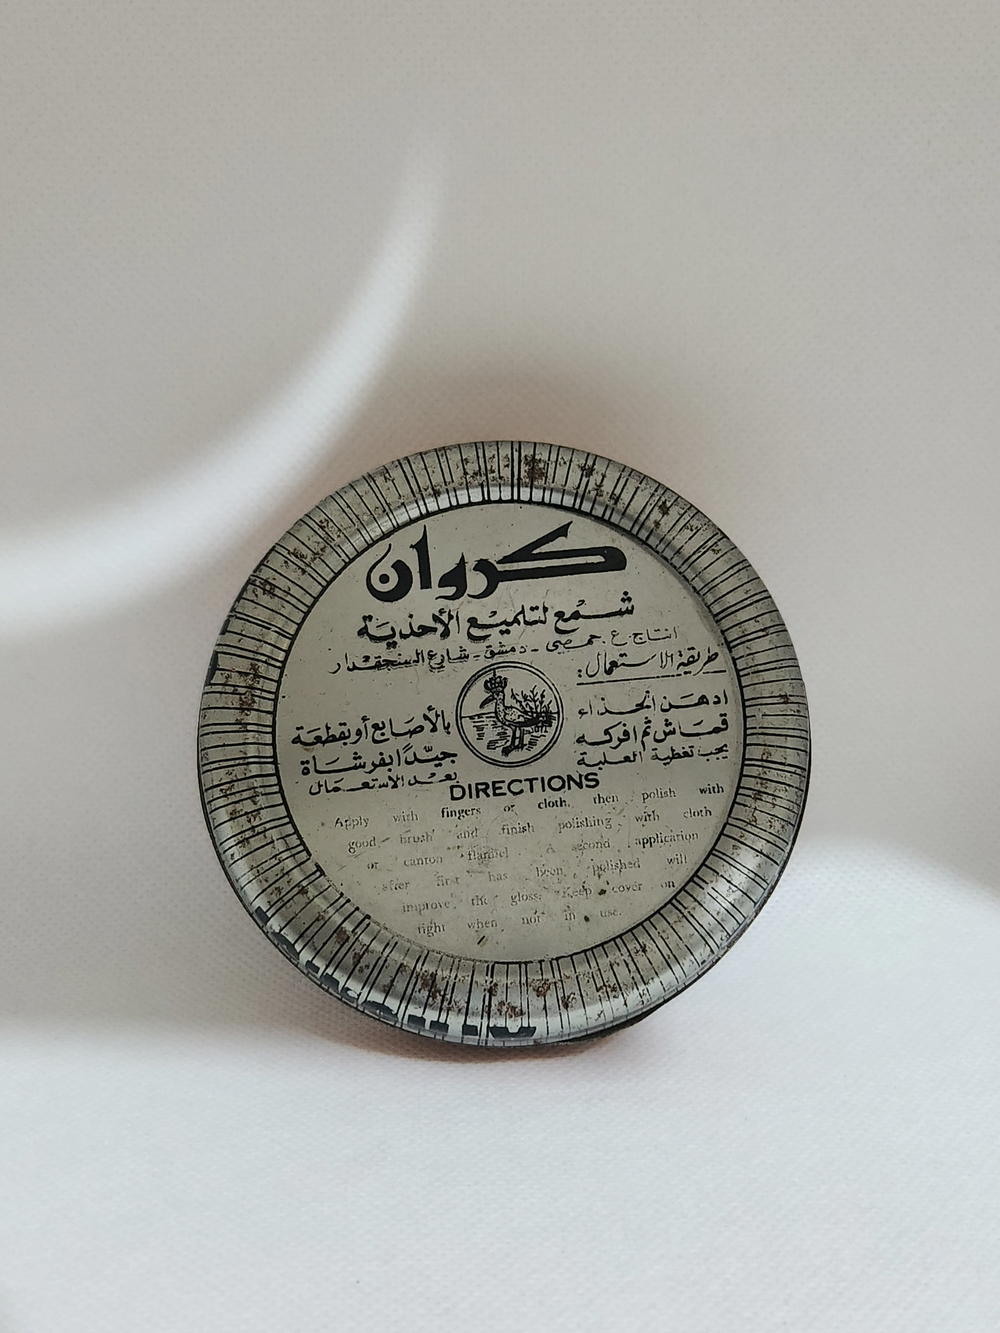 كروان
شمع لتلميع الأحذية
انتاج ع. حمصي - دمشق - شارع السنجقدار
طريقة الاستعمال:
ادهن الحذاء بالأصابع أو بقطعة
قماش ثم افركه جيّدًا بفرشاة
يجب تغطية العلبة بعد الاستعمال
DIRECTIONS
Apply with fingers or cloth, then polish with
good brush and finish polishing with cloth
or canton flannel. A second application
after first has been polished will
improve the gloss. Keep cover on
tight when not in use.